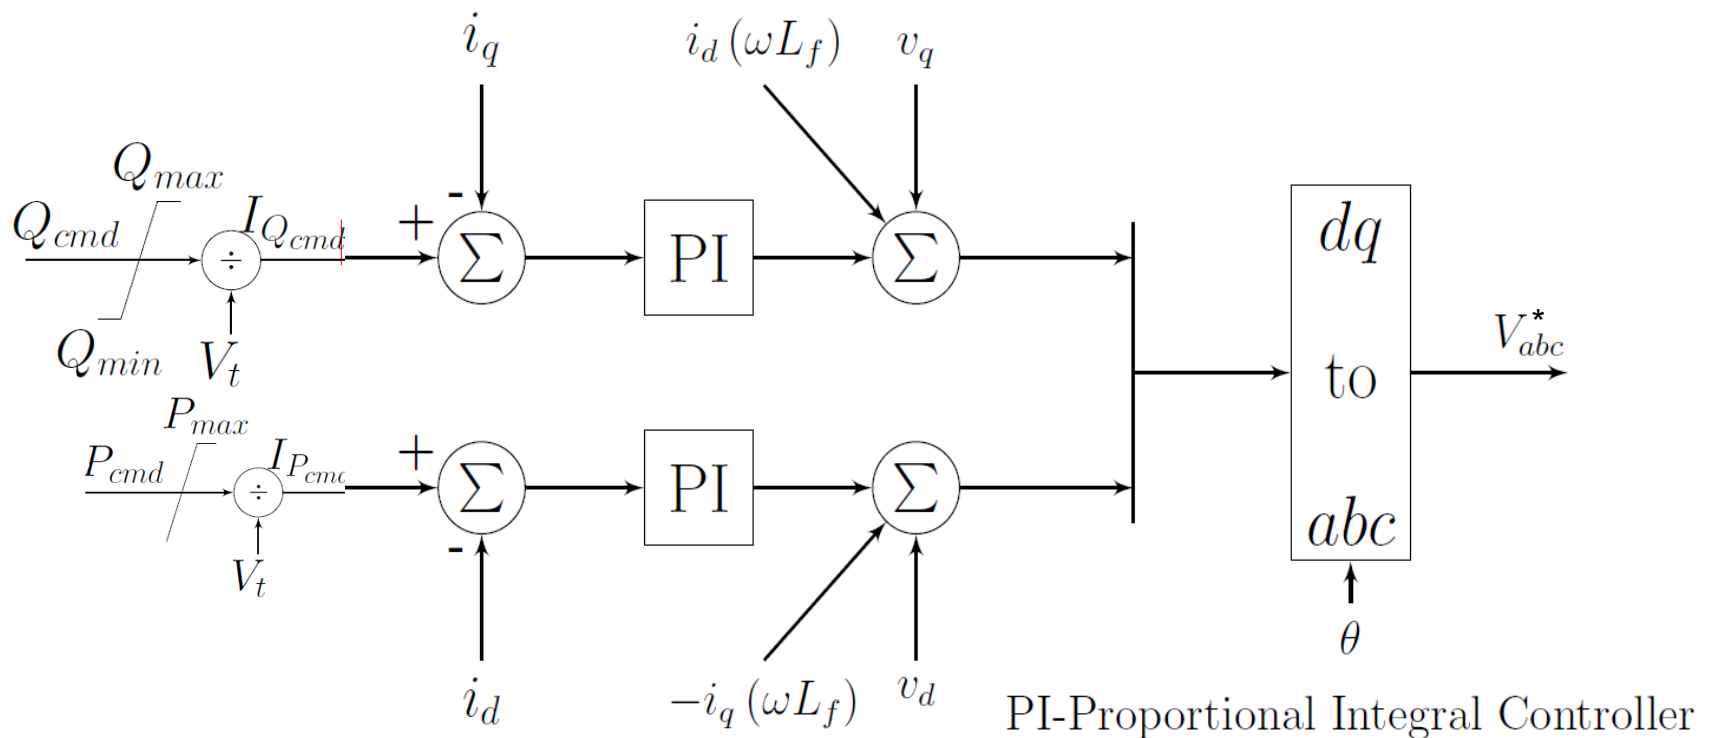 i_q
i_d (ωL_f)
v_q
Q_max
Q_cmd
÷
I_Qcmd
+
-
Σ
PI
Σ
dq
Q_min
V_t
to
V*_abc
P_max
P_cmd
÷
I_Pcmd
+
-
Σ
PI
Σ
abc
V_t
θ
i_d
−i_q (ωL_f)
v_d
PI-Proportional Integral Controller